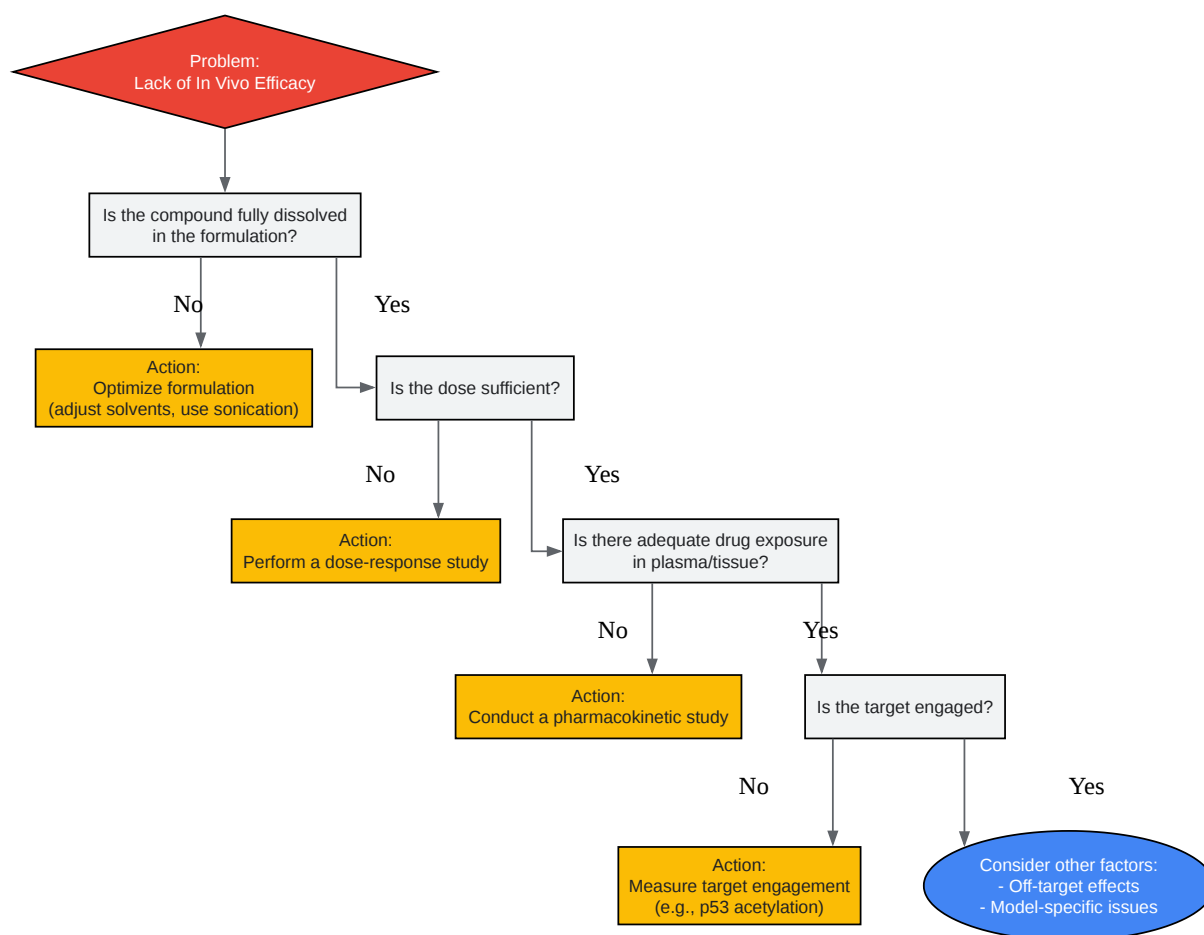 Problem:
Lack of In Vivo Efficacy
Is the compound fully dissolved
in the formulation?
No
Yes
Action:
Optimize formulation
(adjust solvents, use sonication)
Is the dose sufficient?
No
Yes
Action:
Perform a dose-response study
Is there adequate drug exposure
in plasma/tissue?
No
Yes
Action:
Conduct a pharmacokinetic study
Is the target engaged?
No
Yes
Action:
Measure target engagement
(e.g., p53 acetylation)
Consider other factors:
- Off-target effects
- Model-specific issues